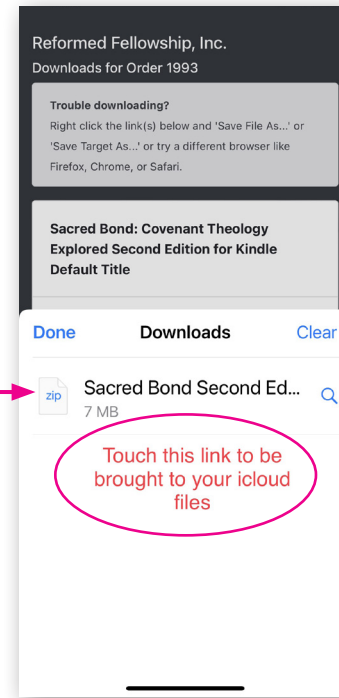 Reformed Fellowship, Inc.
Downloads for Order 1993
Trouble downloading?
Right click the link(s) below and 'Save File As...' or
'Save Target As...' or try a different browser like
Firefox, Chrome, or Safari.
Sacred Bond: Covenant Theology
Explored Second Edition for Kindle
Default Title
Done Downloads Clear
zip Sacred Bond Second Ed...
7 MB
Touch this link to be
brought to your icloud
files